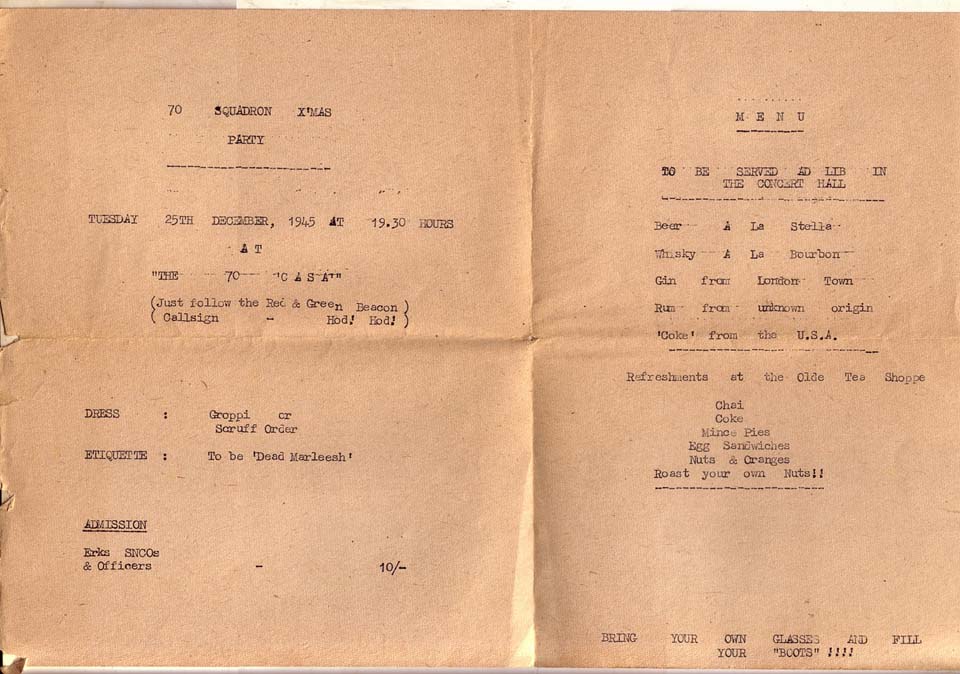 70 SQUADRON X'MAS
PARTY
TUESDAY 25TH DECEMBER, 1945 AT 19.30 HOURS
AT
"THE 70 'CASA'"
(Just follow the Red & Green Beacon)
(Callsign - Hod! Hod!)
DRESS : Groppi or
Scruff Order
ETIQUETTE : To be 'Dead Marleesh'
ADMISSION
Erks SNCOs
& Officers - 10/-
MENU
TO BE SERVED AD LIB IN
THE CONCERT HALL
Beer A La Stella
Whisky A La Bourbon
Gin from London Town
Rum from unknown origin
'Coke' from the U.S.A.
Refreshments at the Olde Tea Shoppe
Chai
Coke
Mince Pies
Egg Sandwiches
Nuts & Oranges
Roast your own Nuts!!
BRING YOUR OWN GLASSES AND FILL
YOUR "BOOTS" !!!!